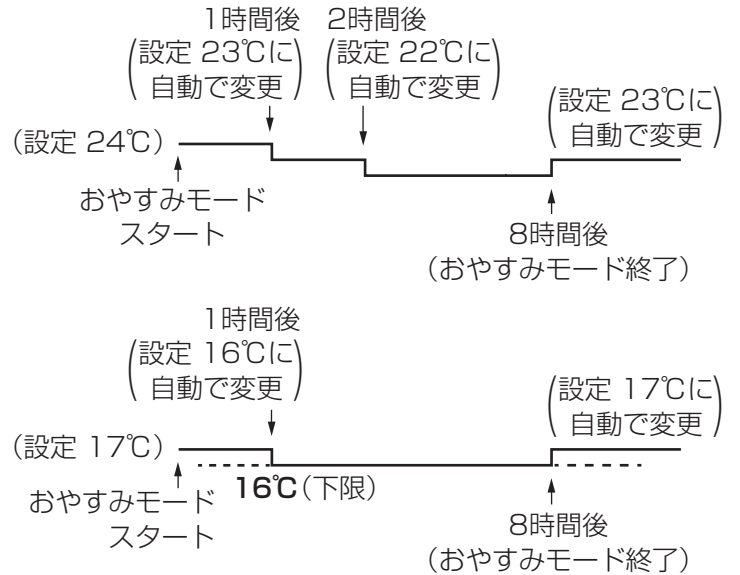 1時間後
(設定 23℃に
自動で変更)
2時間後
(設定 22℃に
自動で変更)
(設定 23℃に
自動で変更)
(設定 24℃)
おやすみモード
スタート
8時間後
(おやすみモード終了)
1時間後
(設定 16℃に
自動で変更)
(設定 17℃に
自動で変更)
(設定 17℃)
16℃(下限)
おやすみモード
スタート
8時間後
(おやすみモード終了)